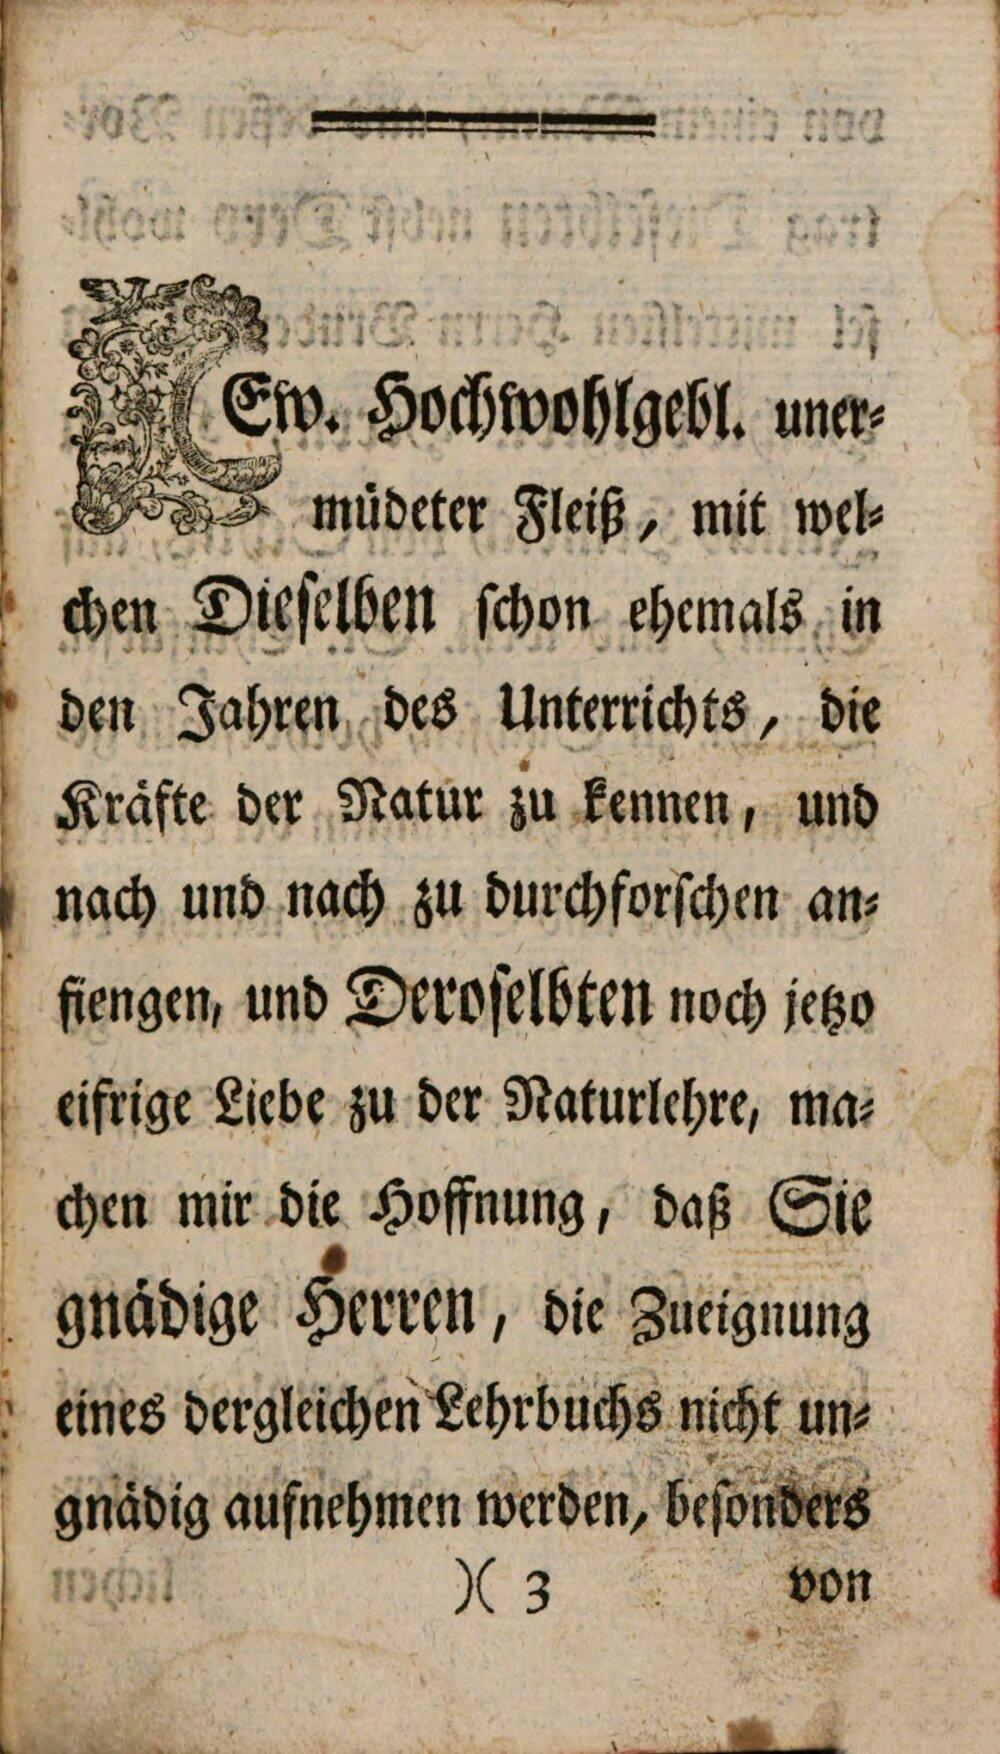 Ew. Hochwohlgebl. uner⸗
müdeter Fleiß, mit wel⸗
chen Dieselben schon ehemals in
den Jahren des Unterrichts, die
Kräfte der Natur zu kennen, und
nach und nach zu durchforschen an⸗
fiengen, und Deroselbten noch jetzo
eifrige Liebe zu der Naturlehre, ma⸗
chen mir die Hoffnung, daß Sie
gnädige Herren, die Zueignung
eines dergleichen Lehrbuchs nicht un⸗
gnädig aufnehmen werden, besonders
)( 3 von